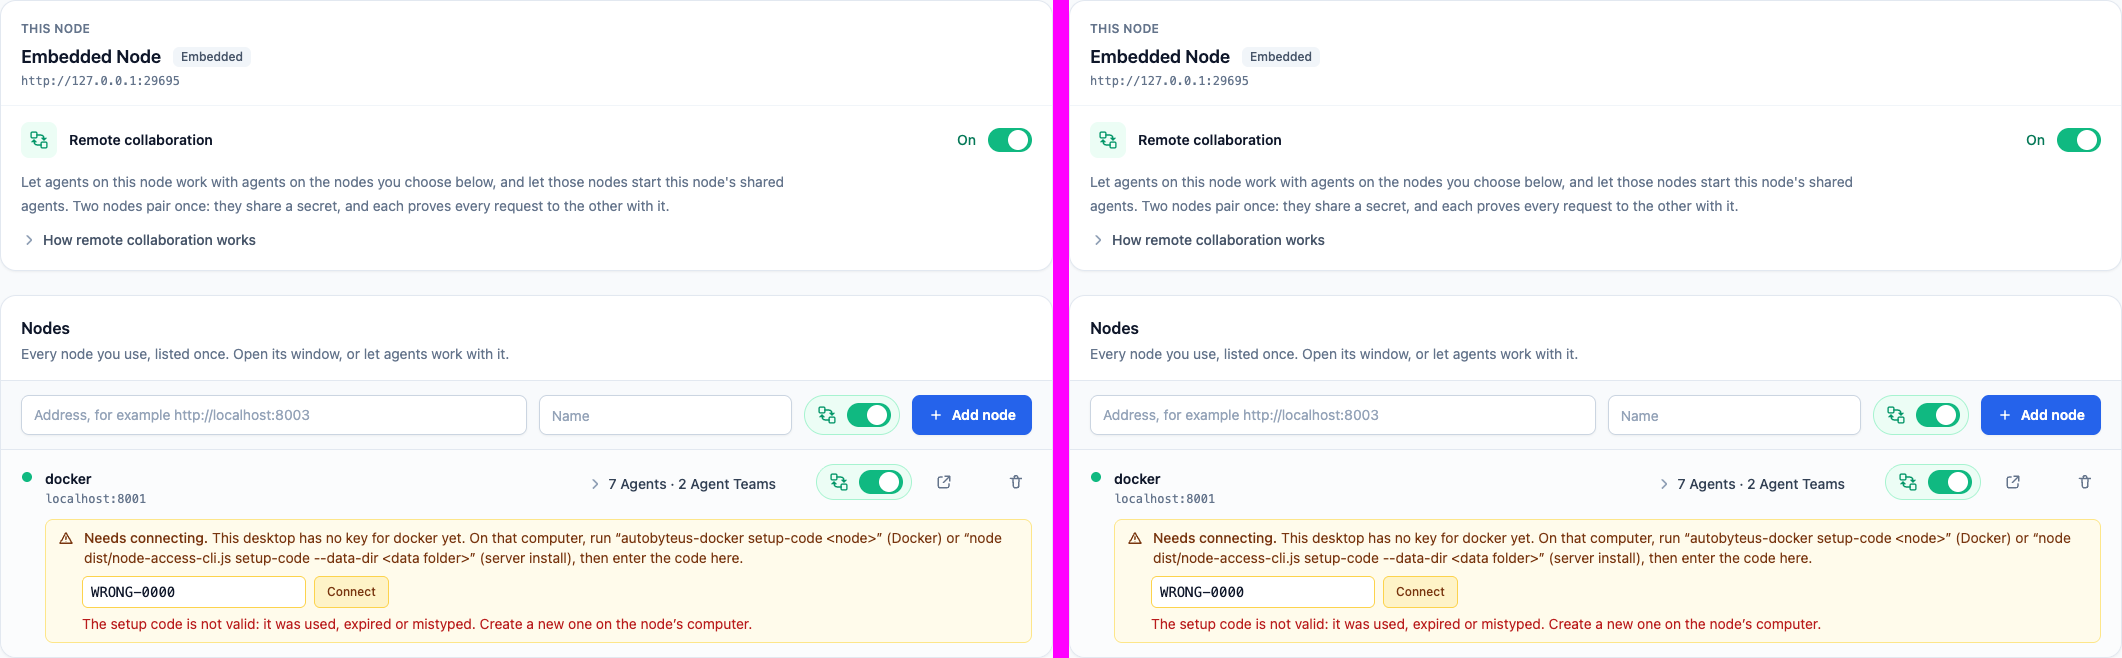 THIS NODE
Embedded Node Embedded
http://127.0.0.1:29695
Remote collaboration On
Let agents on this node work with agents on the nodes you choose below, and let those nodes start this node's shared
agents. Two nodes pair once: they share a secret, and each proves every request to the other with it.
How remote collaboration works
Nodes
Every node you use, listed once. Open its window, or let agents work with it.
Address, for example http://localhost:8003 Name + Add node
docker
7 Agents · 2 Agent Teams
localhost:8001
Needs connecting. This desktop has no key for docker yet. On that computer, run “autobyteus-docker setup-code <node>” (Docker) or “node
dist/node-access-cli.js setup-code --data-dir <data folder>” (server install), then enter the code here.
WRONG-0000 Connect
The setup code is not valid: it was used, expired or mistyped. Create a new one on the node’s computer.
THIS NODE
Embedded Node Embedded
http://127.0.0.1:29695
Remote collaboration On
Let agents on this node work with agents on the nodes you choose below, and let those nodes start this node's shared
agents. Two nodes pair once: they share a secret, and each proves every request to the other with it.
How remote collaboration works
Nodes
Every node you use, listed once. Open its window, or let agents work with it.
Address, for example http://localhost:8003 Name + Add node
docker
7 Agents · 2 Agent Teams
localhost:8001
Needs connecting. This desktop has no key for docker yet. On that computer, run “autobyteus-docker setup-code <node>” (Docker) or “node
dist/node-access-cli.js setup-code --data-dir <data folder>” (server install), then enter the code here.
WRONG-0000 Connect
The setup code is not valid: it was used, expired or mistyped. Create a new one on the node’s computer.